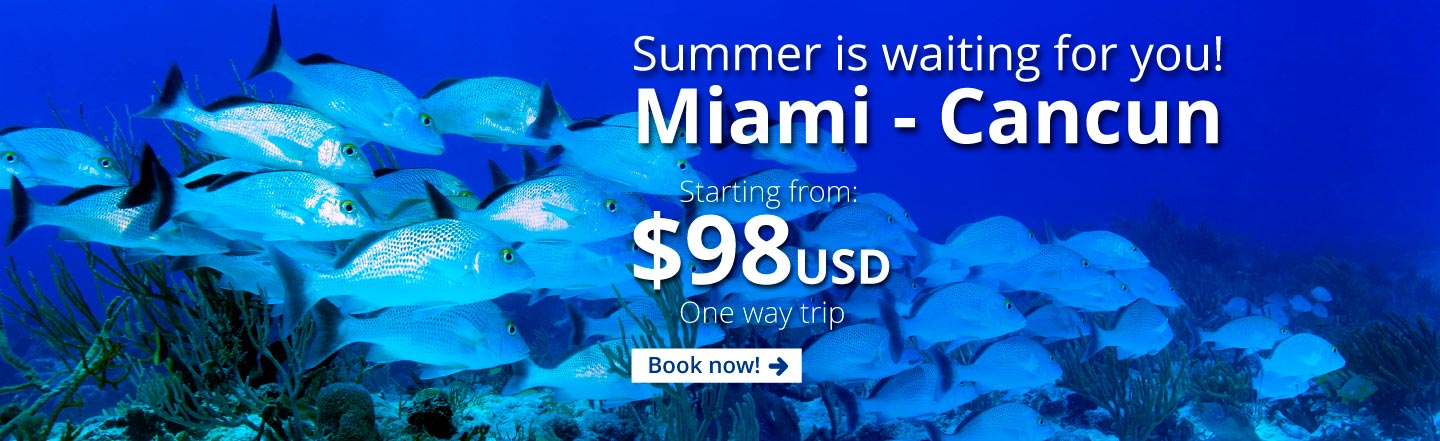 Summer is waiting for you!
Miami - Cancun
Starting from:
$98USD
One way trip
Book now!